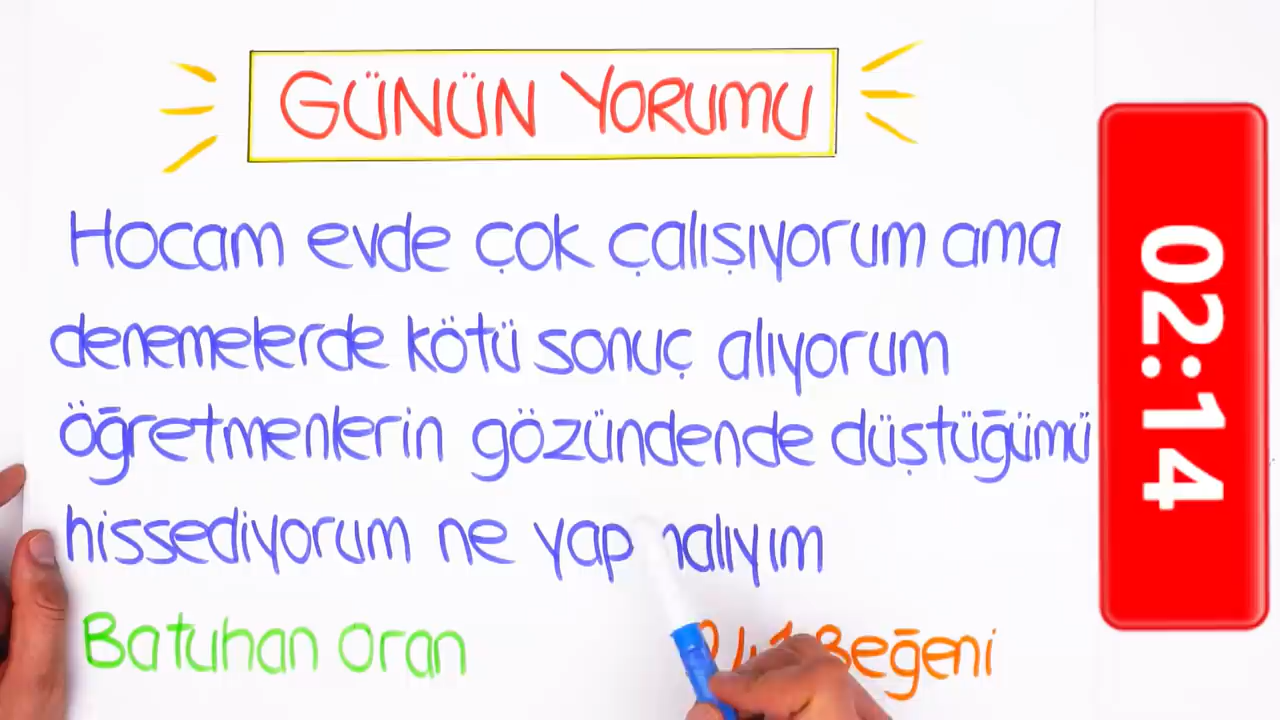 GÜNÜN YORUMU
Hocam evde çok çalışıyorum ama
denemelerde kötü sonuç alıyorum
öğretmenlerin gözündende düştüğümü
hissediyorum ne
Batuhan Oran
Beğeni
02:14